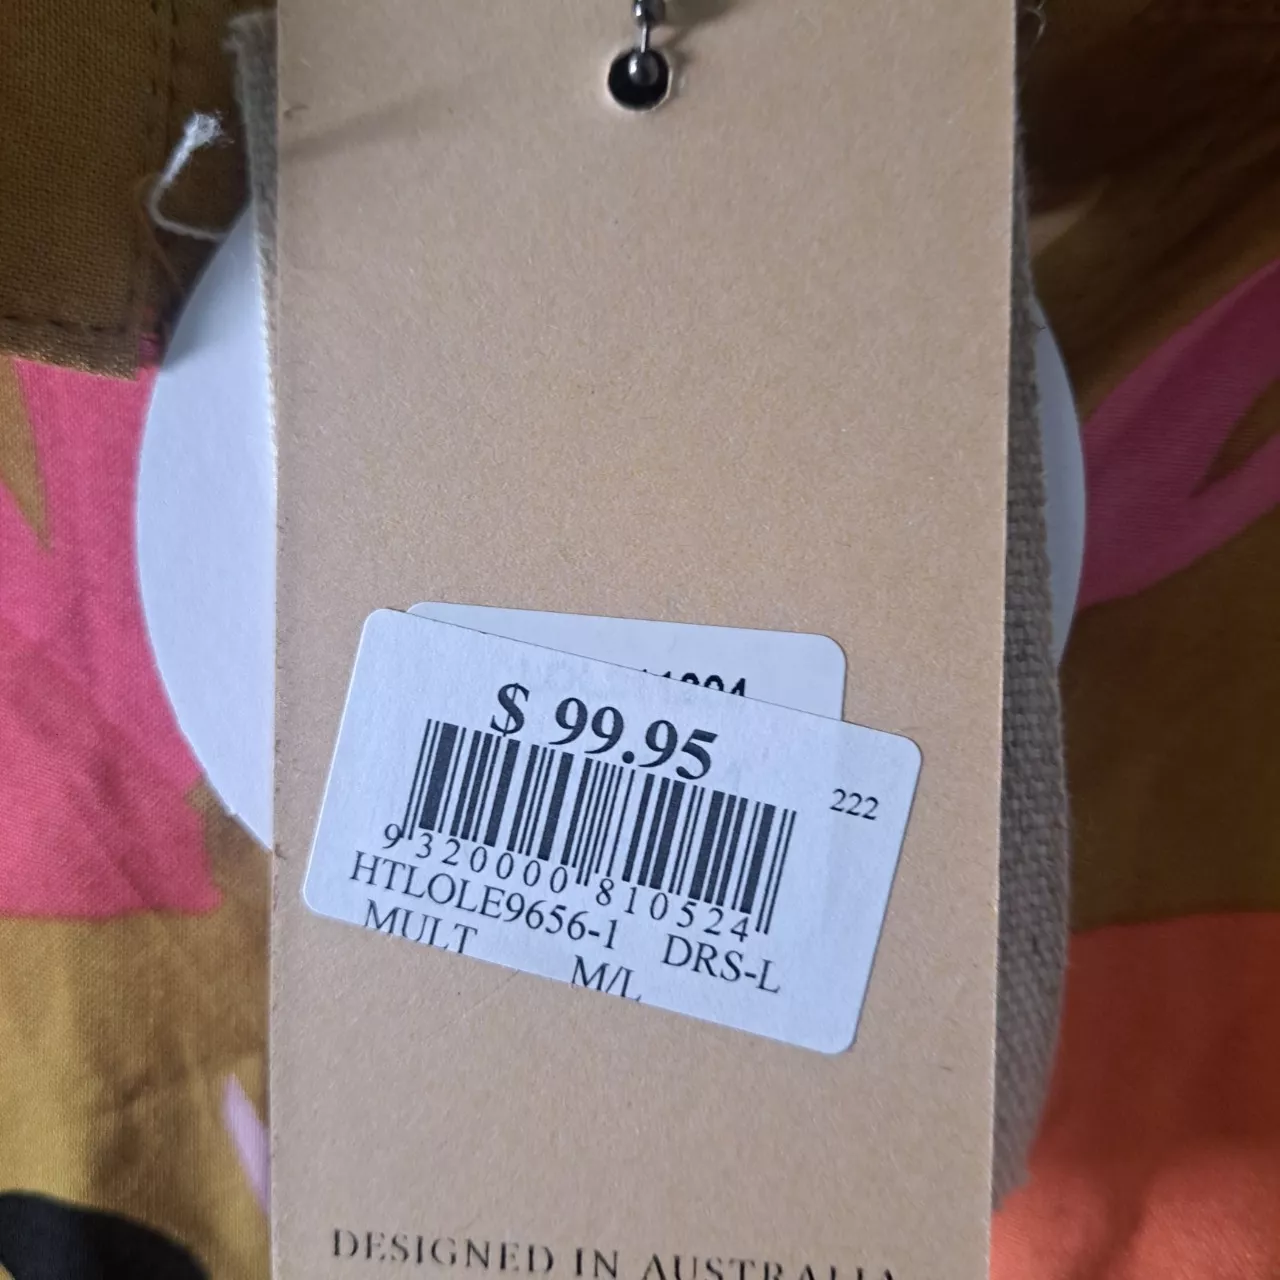 $ 99.95
222
9 320000 810524
HTLOLE9656-1 DRS-L
MULT
M/L
DESIGNED IN AUSTRALIA